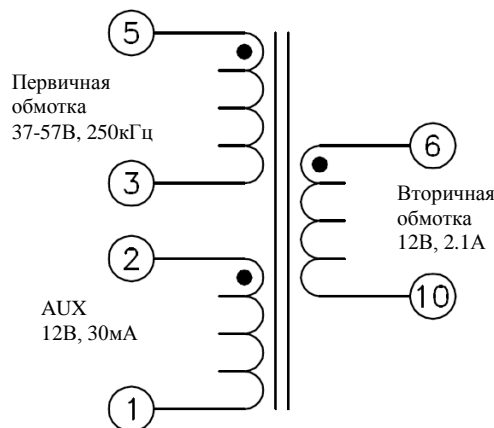 5
Первичная
обмотка
37-57В, 250кГц
3
2
AUX
12В, 30мА
1
6
Вторичная
обмотка
12В, 2.1А
10